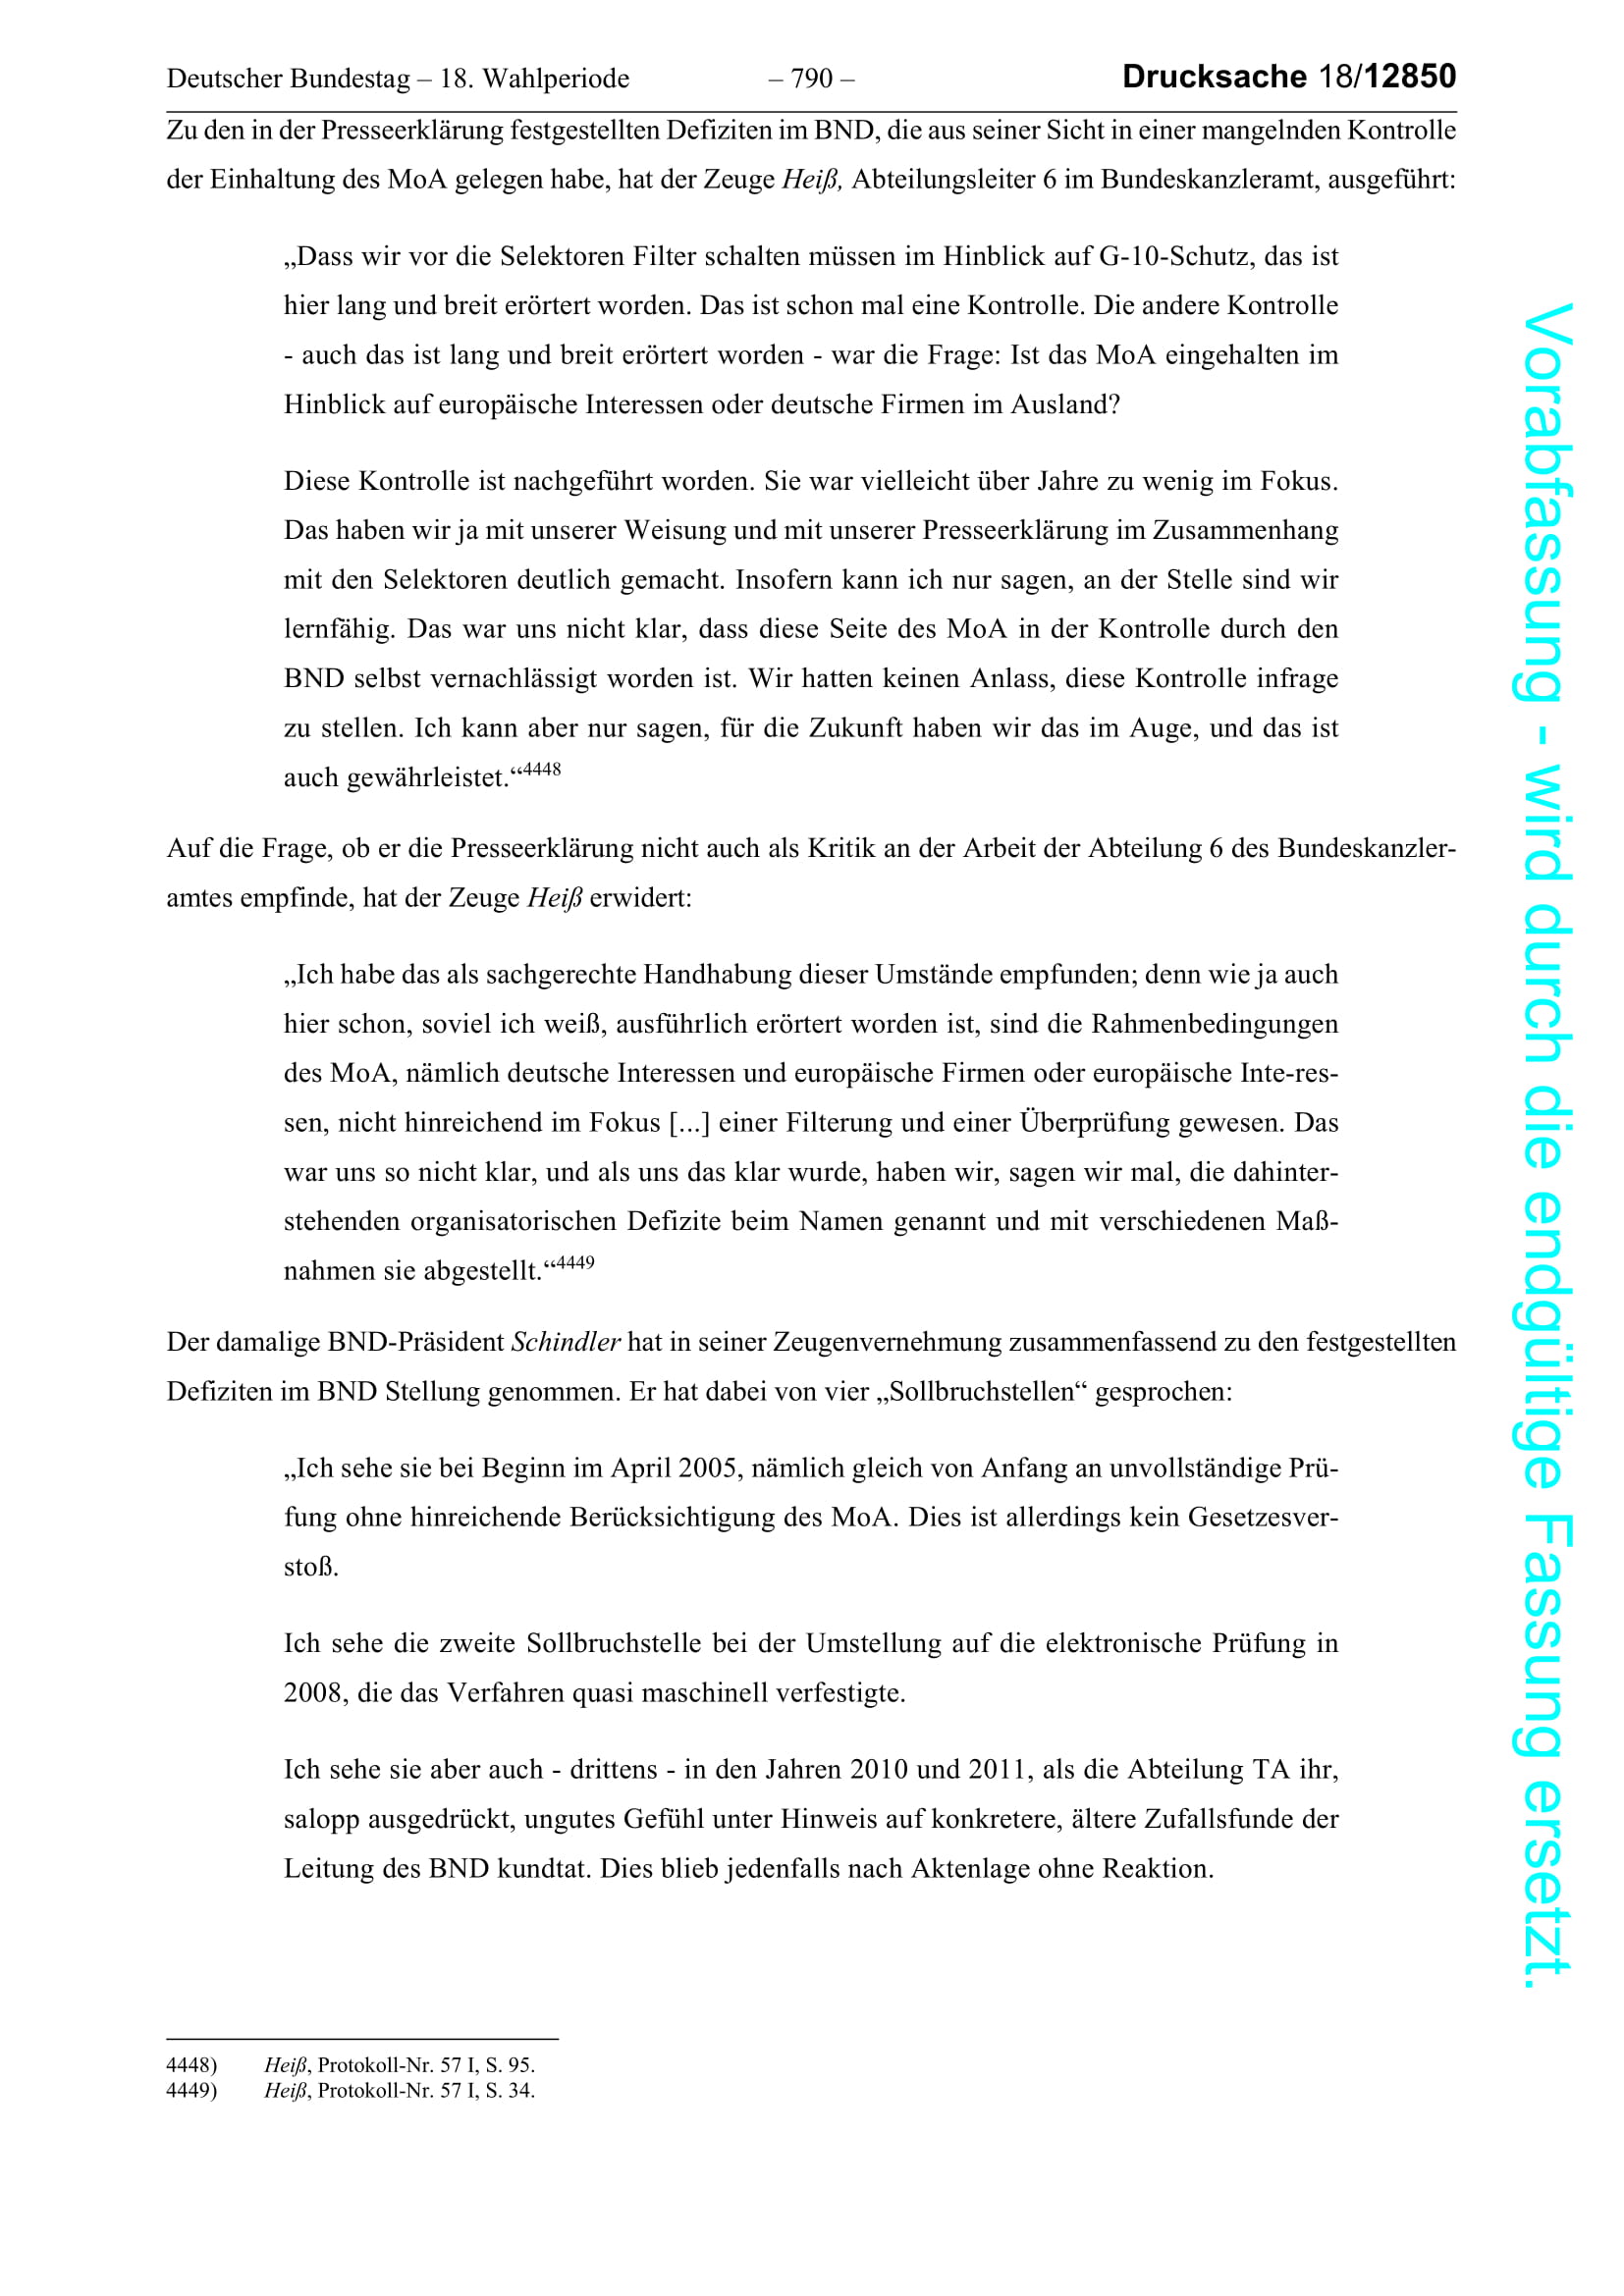 Deutscher Bundestag – 18. Wahlperiode – 790 – Drucksache 18/12850
Zu den in der Presseerklärung festgestellten Defiziten im BND, die aus seiner Sicht in einer mangelnden Kontrolle
der Einhaltung des MoA gelegen habe, hat der Zeuge Heiß, Abteilungsleiter 6 im Bundeskanzleramt, ausgeführt:
„Dass wir vor die Selektoren Filter schalten müssen im Hinblick auf G-10-Schutz, das ist
hier lang und breit erörtert worden. Das ist schon mal eine Kontrolle. Die andere Kontrolle
- auch das ist lang und breit erörtert worden - war die Frage: Ist das MoA eingehalten im
Hinblick auf europäische Interessen oder deutsche Firmen im Ausland?
Diese Kontrolle ist nachgeführt worden. Sie war vielleicht über Jahre zu wenig im Fokus.
Das haben wir ja mit unserer Weisung und mit unserer Presseerklärung im Zusammenhang
mit den Selektoren deutlich gemacht. Insofern kann ich nur sagen, an der Stelle sind wir
lernfähig. Das war uns nicht klar, dass diese Seite des MoA in der Kontrolle durch den
BND selbst vernachlässigt worden ist. Wir hatten keinen Anlass, diese Kontrolle infrage
zu stellen. Ich kann aber nur sagen, für die Zukunft haben wir das im Auge, und das ist
auch gewährleistet.“4448
Auf die Frage, ob er die Presseerklärung nicht auch als Kritik an der Arbeit der Abteilung 6 des Bundeskanzler-
amtes empfinde, hat der Zeuge Heiß erwidert:
„Ich habe das als sachgerechte Handhabung dieser Umstände empfunden; denn wie ja auch
hier schon, soviel ich weiß, ausführlich erörtert worden ist, sind die Rahmenbedingungen
des MoA, nämlich deutsche Interessen und europäische Firmen oder europäische Inte-res-
sen, nicht hinreichend im Fokus [...] einer Filterung und einer Überprüfung gewesen. Das
war uns so nicht klar, und als uns das klar wurde, haben wir, sagen wir mal, die dahinter-
stehenden organisatorischen Defizite beim Namen genannt und mit verschiedenen Maß-
nahmen sie abgestellt.“4449
Der damalige BND-Präsident Schindler hat in seiner Zeugenvernehmung zusammenfassend zu den festgestellten
Defiziten im BND Stellung genommen. Er hat dabei von vier „Sollbruchstellen“ gesprochen:
„Ich sehe sie bei Beginn im April 2005, nämlich gleich von Anfang an unvollständige Prü-
fung ohne hinreichende Berücksichtigung des MoA. Dies ist allerdings kein Gesetzesver-
stoß.
Ich sehe die zweite Sollbruchstelle bei der Umstellung auf die elektronische Prüfung in
2008, die das Verfahren quasi maschinell verfestigte.
Ich sehe sie aber auch - drittens - in den Jahren 2010 und 2011, als die Abteilung TA ihr,
salopp ausgedrückt, ungutes Gefühl unter Hinweis auf konkretere, ältere Zufallsfunde der
Leitung des BND kundtat. Dies blieb jedenfalls nach Aktenlage ohne Reaktion.
4448) Heiß, Protokoll-Nr. 57 I, S. 95.
4449) Heiß, Protokoll-Nr. 57 I, S. 34.
Vorabfassung - wird durch die endgültige Fassung ersetzt.